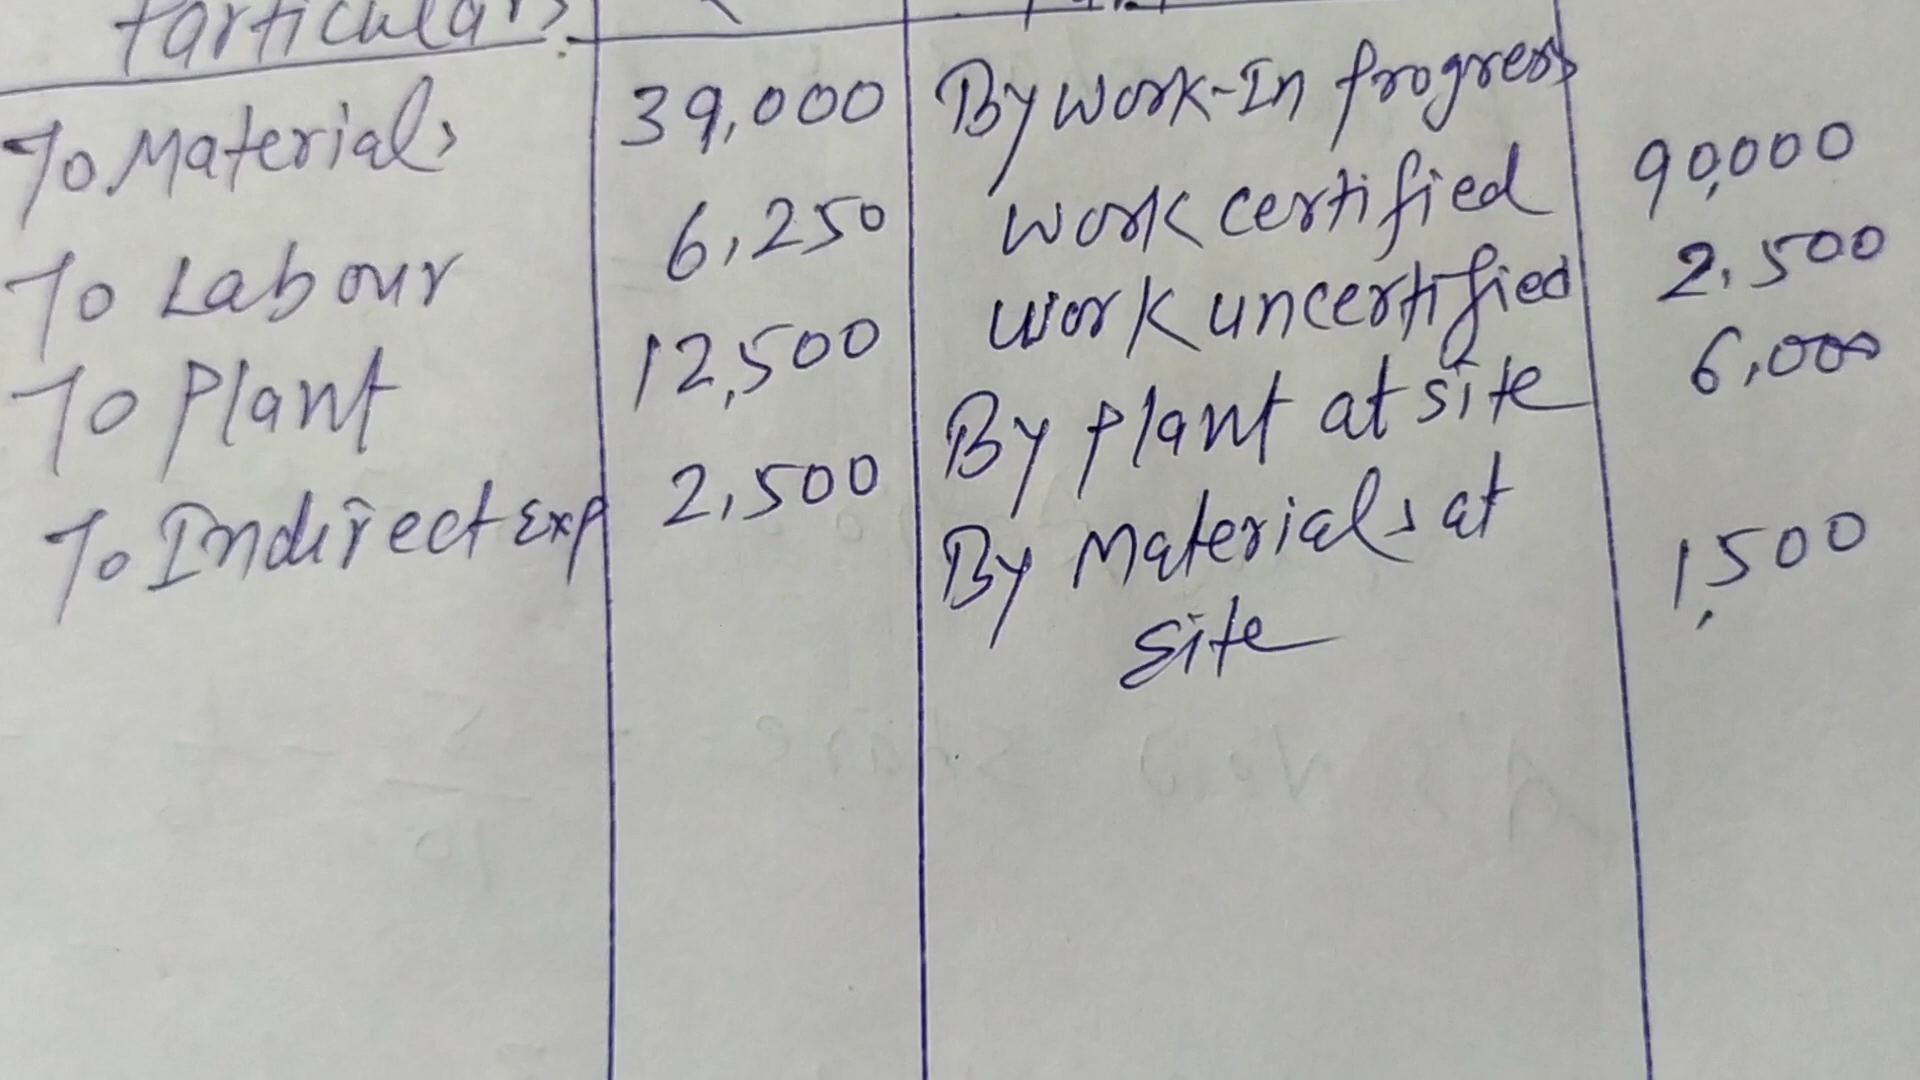 Particulars
To Materials 39,000 By Work-In progress
Work certified 90,000
To Labour 6,250 Work uncertified 2,500
To Plant 12,500 By plant at site 6,000
To Indirect Exp 2,500 By Materials at
Site 1,500